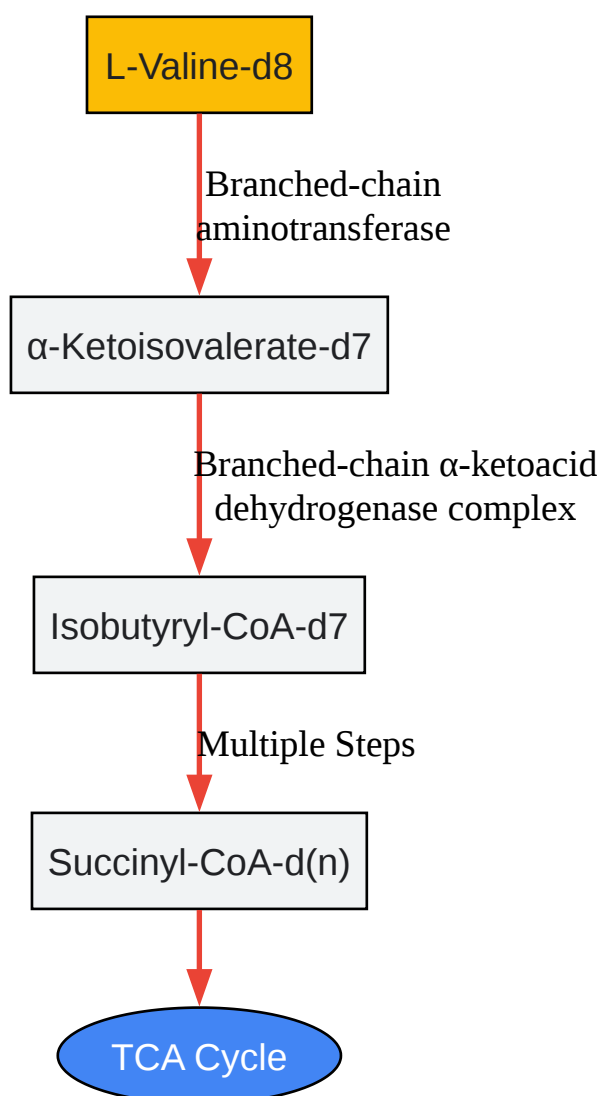 L-Valine-d8
Branched-chain
aminotransferase
α-Ketoisovalerate-d7
Branched-chain α-ketoacid
dehydrogenase complex
Isobutyryl-CoA-d7
Multiple Steps
Succinyl-CoA-d(n)
TCA Cycle